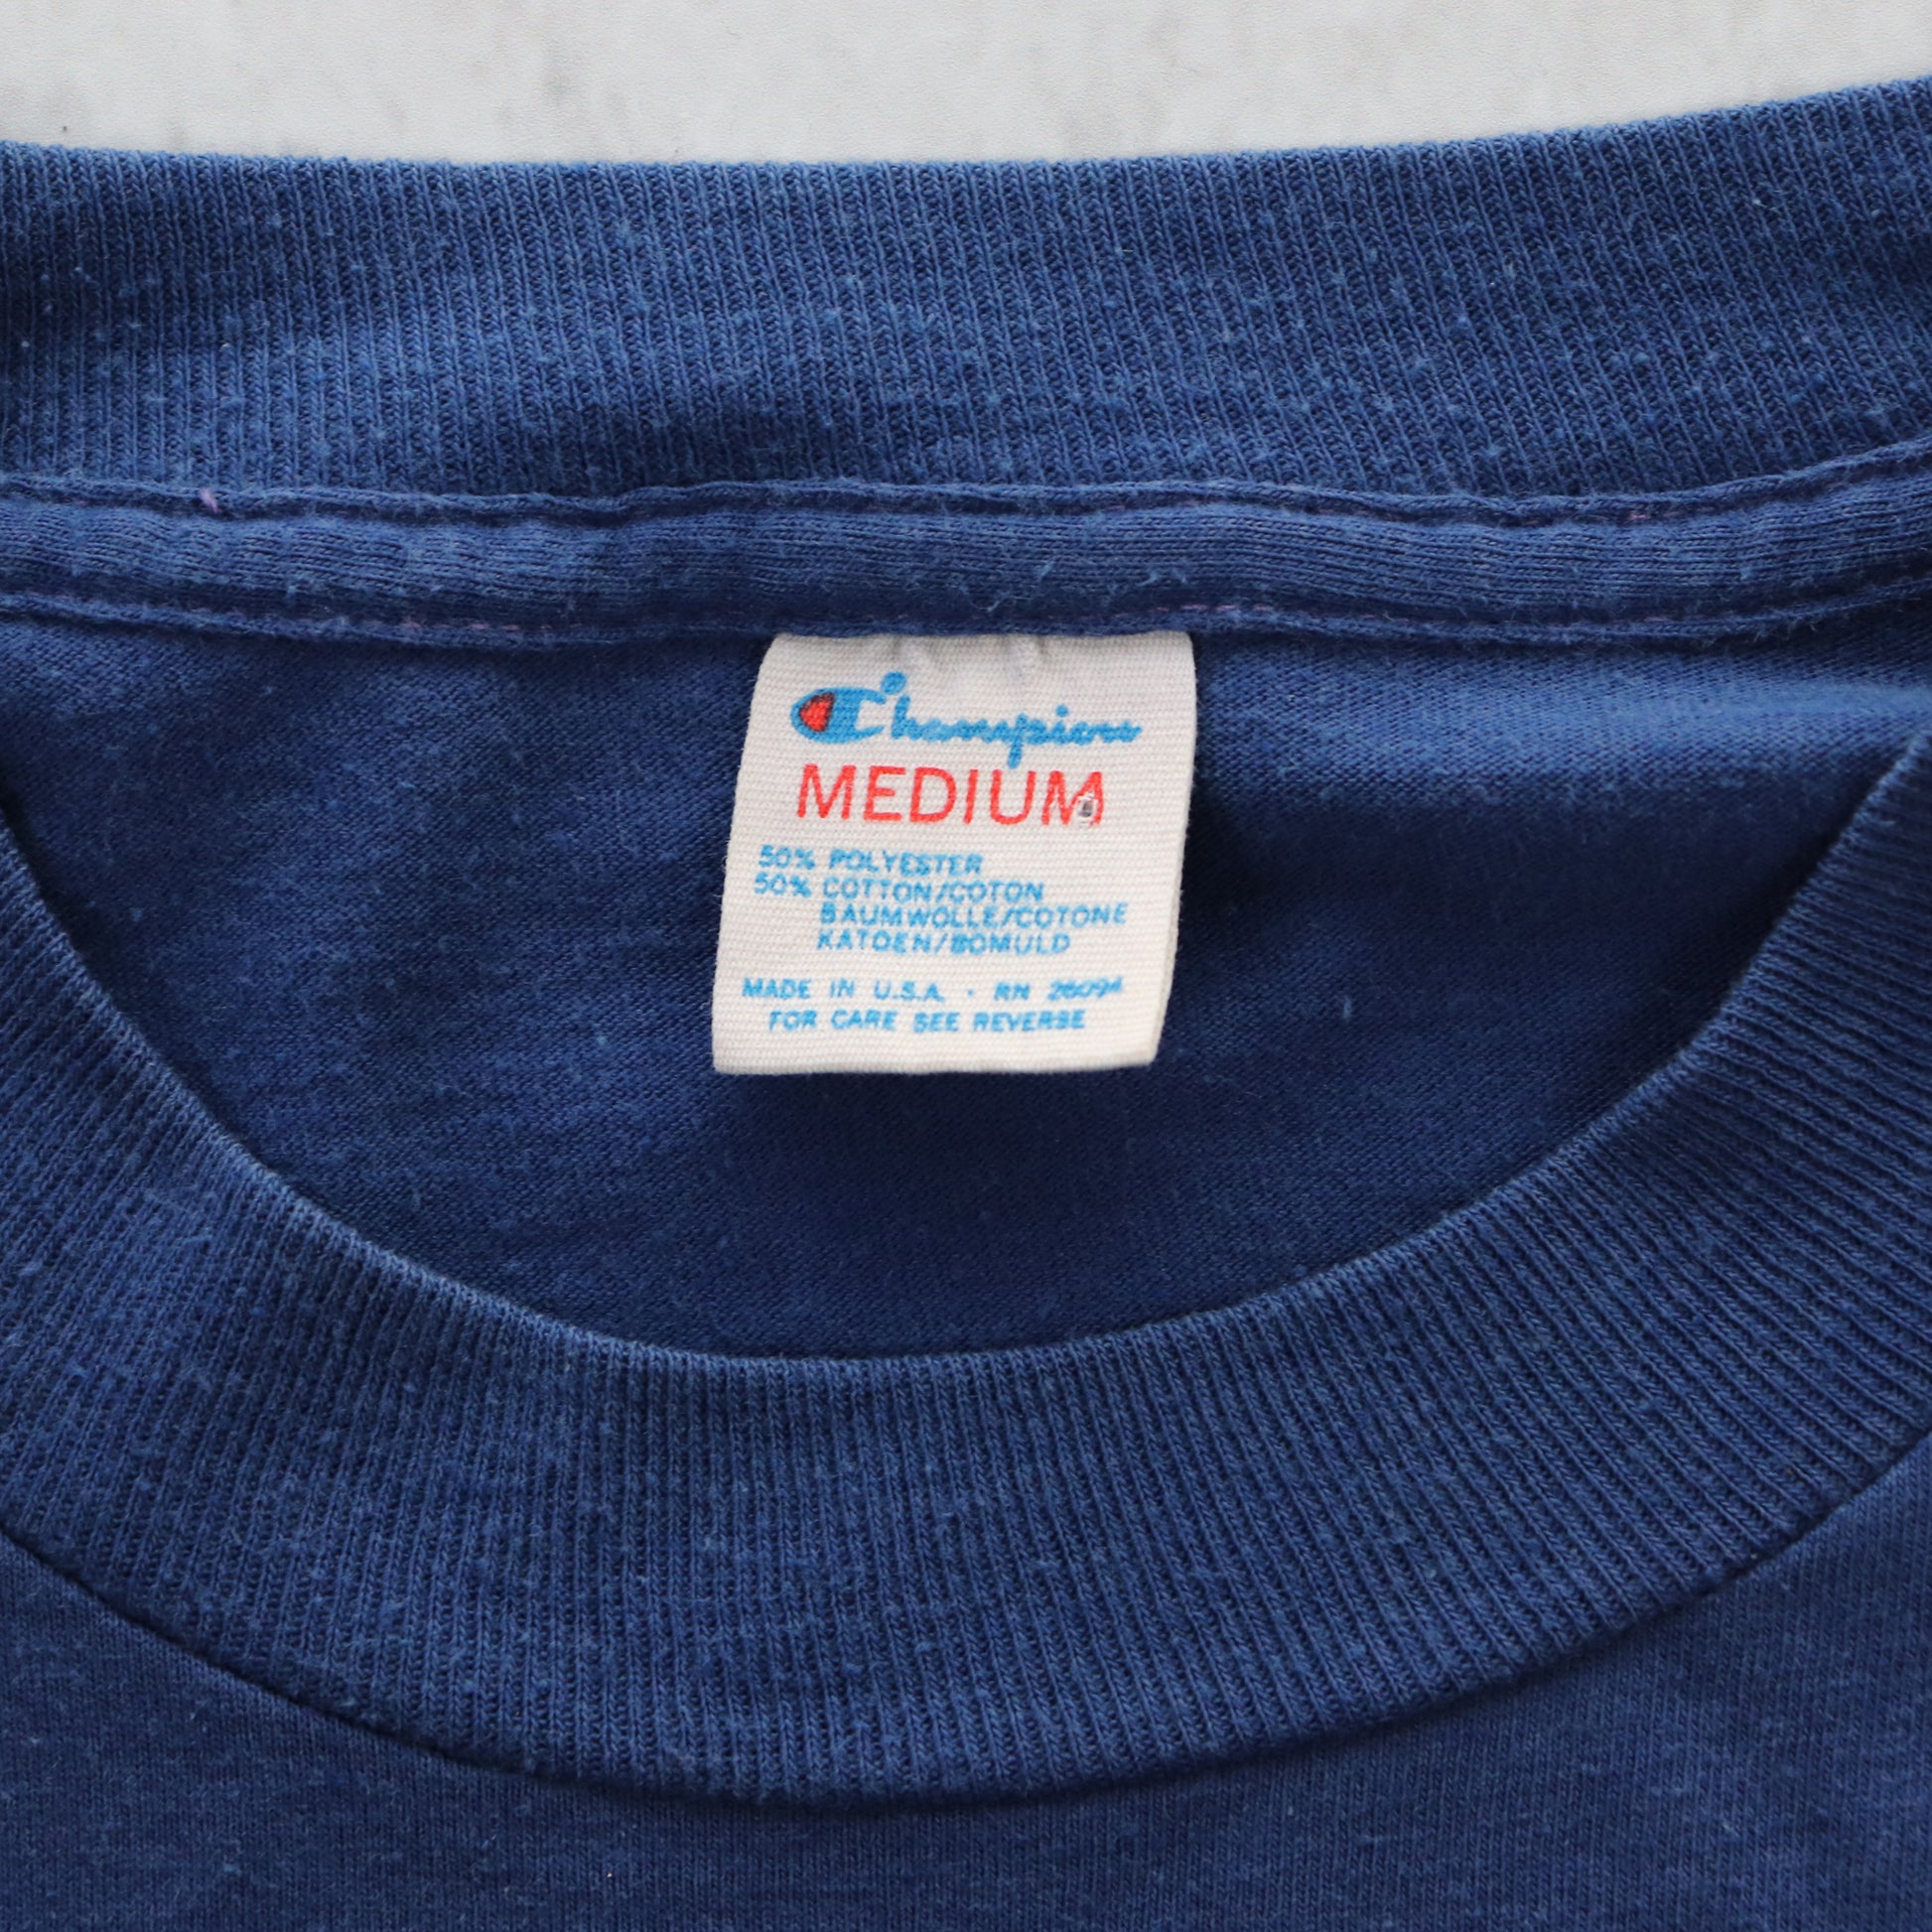 Champion
MEDIUM
50% POLYESTER
50% COTTON/COTON
BAUMWOLLE/COTONE
KATOEN/BOMULD
MADE IN U.S.A. · RN 26094
FOR CARE SEE REVERSE